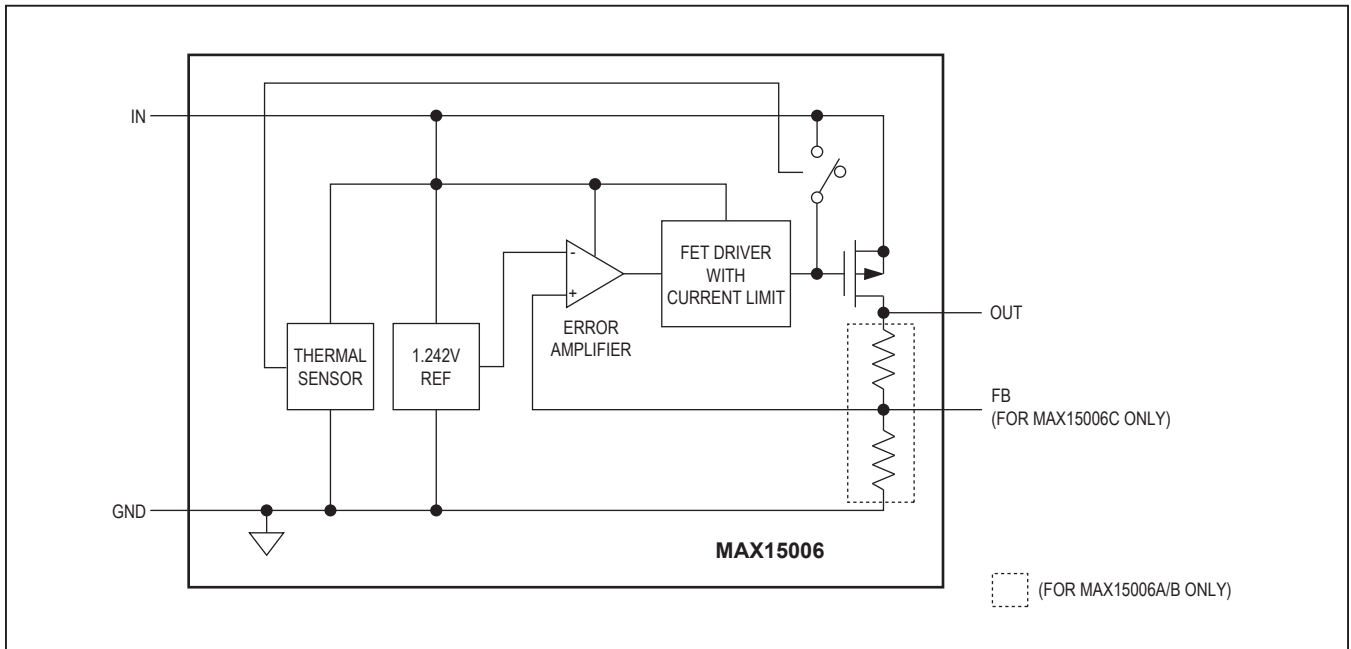 IN
-
+
ERROR
AMPLIFIER
FET DRIVER
WITH
CURRENT LIMIT
OUT
THERMAL
SENSOR
1.242V
REF
FB
(FOR MAX15006C ONLY)
GND
MAX15006
(FOR MAX15006A/B ONLY)